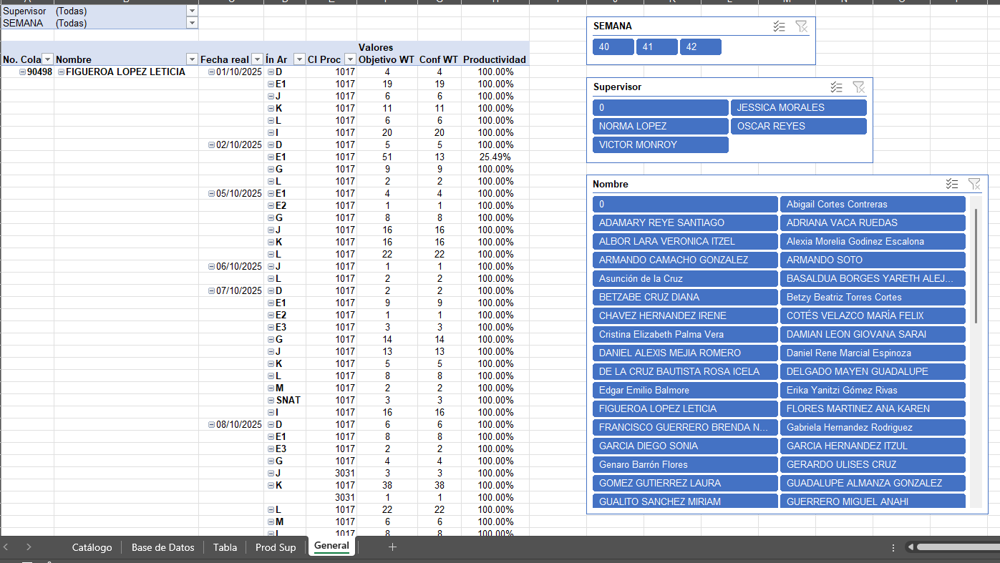 Supervisor (Todas)
SEMANA (Todas)
Valores
No. Cola Nombre Fecha real Ín Ar Cl Proc Objetivo WT Conf WT Productividad
90498 FIGUEROA LOPEZ LETICIA 01/10/2025 D 1017 4 4 100.00%
E1 1017 19 19 100.00%
J 1017 6 6 100.00%
K 1017 11 11 100.00%
L 1017 6 6 100.00%
I 1017 20 20 100.00%
02/10/2025 D 1017 5 5 100.00%
E1 1017 51 13 25.49%
G 1017 9 9 100.00%
L 1017 2 2 100.00%
05/10/2025 E1 1017 4 4 100.00%
E2 1017 1 1 100.00%
G 1017 8 8 100.00%
J 1017 16 16 100.00%
K 1017 16 16 100.00%
L 1017 22 22 100.00%
06/10/2025 J 1017 1 1 100.00%
L 1017 2 2 100.00%
07/10/2025 D 1017 2 2 100.00%
E1 1017 9 9 100.00%
E2 1017 1 1 100.00%
E3 1017 3 3 100.00%
G 1017 14 14 100.00%
J 1017 13 13 100.00%
K 1017 5 5 100.00%
L 1017 8 8 100.00%
M 1017 2 2 100.00%
SNAT 1017 3 3 100.00%
I 1017 16 16 100.00%
08/10/2025 D 1017 6 6 100.00%
E1 1017 8 8 100.00%
E3 1017 2 2 100.00%
G 1017 4 4 100.00%
J 3031 3 3 100.00%
K 1017 38 38 100.00%
3031 1 1 100.00%
L 1017 22 22 100.00%
M 1017 6 6 100.00%
1017 8 8 100.00%
SEMANA
40 41 42
Supervisor
0 JESSICA MORALES
NORMA LOPEZ OSCAR REYES
VICTOR MONROY
Nombre
0 Abigail Cortes Contreras
ADAMARY REYE SANTIAGO ADRIANA VACA RUEDAS
ALBOR LARA VERONICA ITZEL Alexia Morelia Godinez Escalona
ARMANDO CAMACHO GONZALEZ ARMANDO SOTO
Asunción de la Cruz BASALDUA BORGES YARETH ALEJ...
BETZABE CRUZ DIANA Betzy Beatriz Torres Cortes
CHAVEZ HERNANDEZ IRENE COTÉS VELAZCO MARÍA FELIX
Cristina Elizabeth Palma Vera DAMIAN LEON GIOVANA SARAI
DANIEL ALEXIS MEJIA ROMERO Daniel Rene Marcial Espinoza
DE LA CRUZ BAUTISTA ROSA ICELA DELGADO MAYEN GUADALUPE
Edgar Emilio Balmore Erika Yanitzi Gómez Rivas
FIGUEROA LOPEZ LETICIA FLORES MARTINEZ ANA KAREN
FRANCISCO GUERRERO BRENDA N... Gabriela Hernandez Rodriguez
GARCIA DIEGO SONIA GARCIA HERNANDEZ ITZUL
Genaro Barrón Flores GERARDO ULISES CRUZ
GOMEZ GUTIERREZ LAURA GUADALUPE ALMANZA GONZALEZ
GUALITO SANCHEZ MIRIAM GUERRERO MIGUEL ANAHI
Catálogo Base de Datos Tabla Prod Sup General